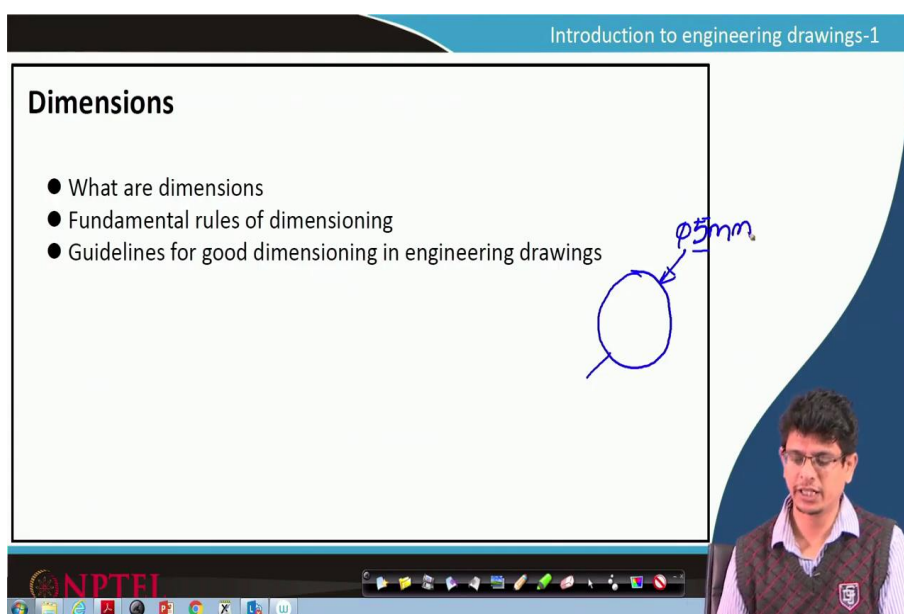 Introduction to engineering drawings-1
Dimensions
● What are dimensions
● Fundamental rules of dimensioning
● Guidelines for good dimensioning in engineering drawings
φ5mm
NPTEL